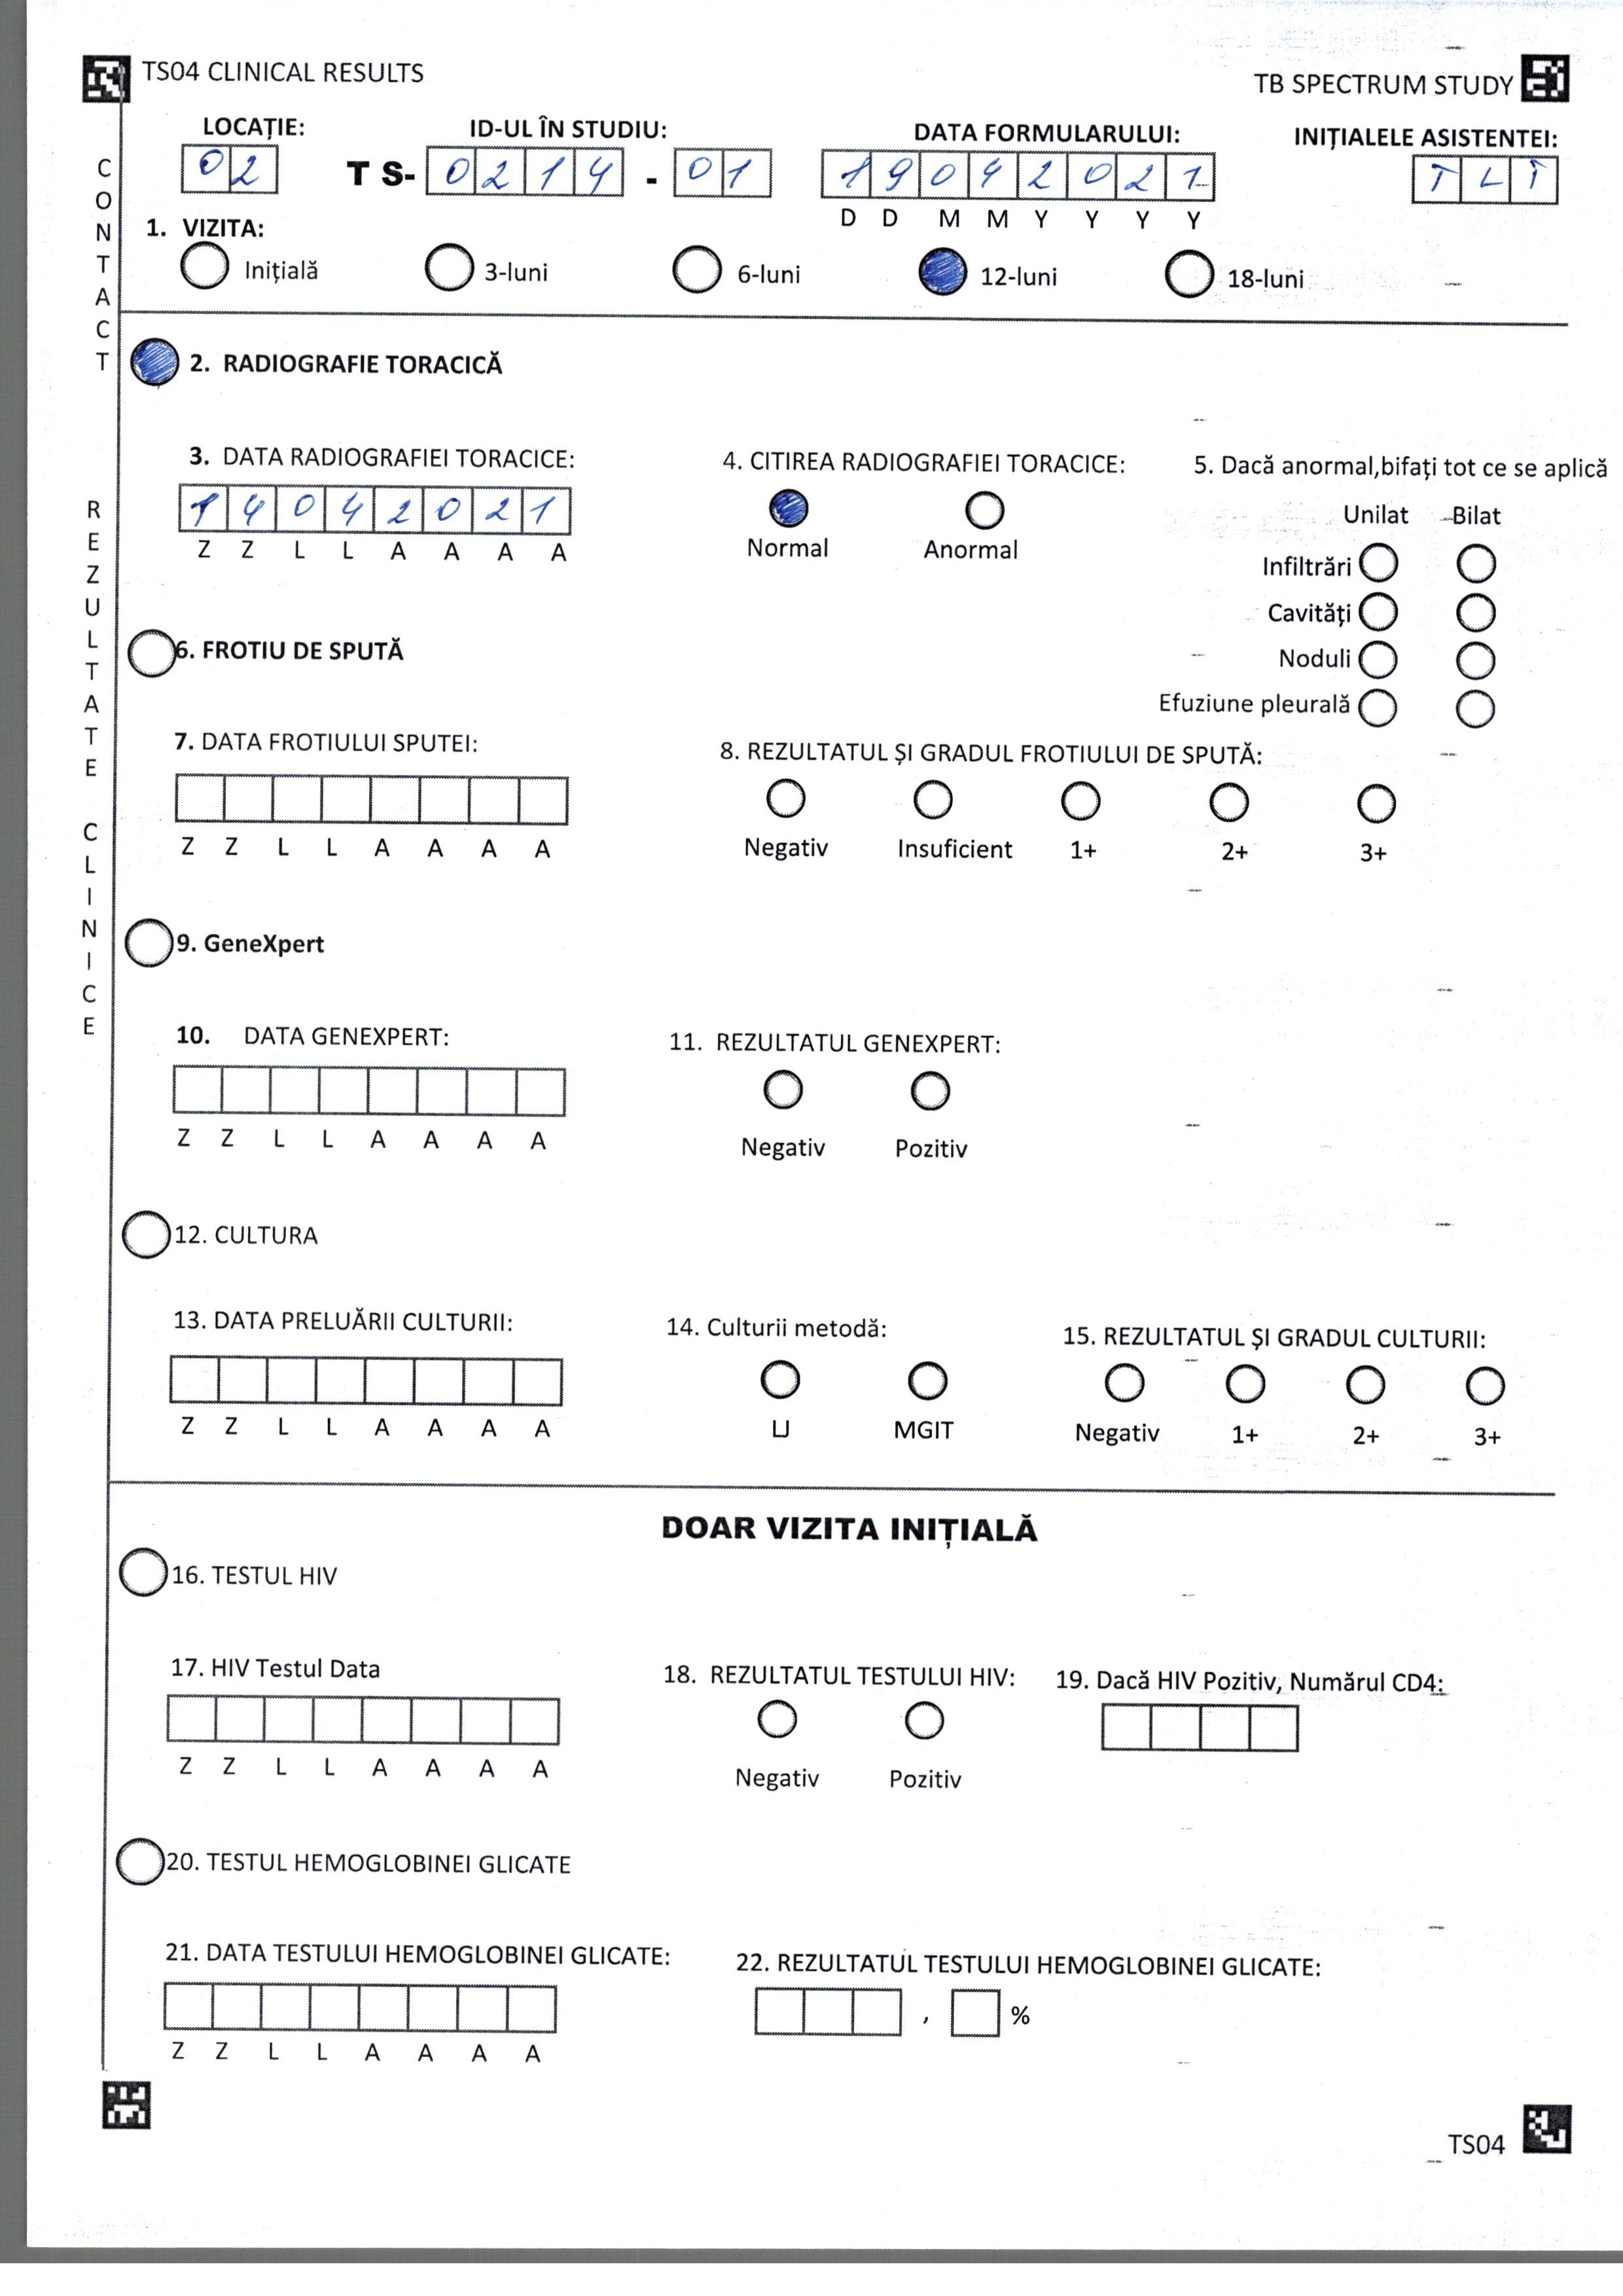 TS04 CLINICAL RESULTS
TB SPECTRUM STUDY
CONTACT REZULTATE CLINICE
LOCAȚIE: ID-UL ÎN STUDIU: DATA FORMULARULUI: INIȚIALELE ASISTENTEI:
02 TS- 0214 - 01 19042021 TLT
D D M M Y Y Y Y
1. VIZITA:
Inițială 3-luni 6-luni 12-luni 18-luni
2. RADIOGRAFIE TORACICĂ
3. DATA RADIOGRAFIEI TORACICE: 4. CITIREA RADIOGRAFIEI TORACICE: 5. Dacă anormal,bifați tot ce se aplică
14042021
Z Z L L A A A A
Normal Anormal
Unilat Bilat
Infiltrări
Cavități
Noduli
Efuziune pleurală
6. FROTIU DE SPUTĂ
7. DATA FROTIULUI SPUTEI: 8. REZULTATUL ȘI GRADUL FROTIULUI DE SPUTĂ:
Z Z L L A A A A
Negativ Insuficient 1+ 2+ 3+
9. GeneXpert
10. DATA GENEXPERT: 11. REZULTATUL GENEXPERT:
Z Z L L A A A A
Negativ Pozitiv
12. CULTURA
13. DATA PRELUĂRII CULTURII: 14. Culturii metodă: 15. REZULTATUL ȘI GRADUL CULTURII:
Z Z L L A A A A
LJ MGIT Negativ 1+ 2+ 3+
DOAR VIZITA INIȚIALĂ
16. TESTUL HIV
17. HIV Testul Data 18. REZULTATUL TESTULUI HIV: 19. Dacă HIV Pozitiv, Numărul CD4:
Z Z L L A A A A
Negativ Pozitiv
20. TESTUL HEMOGLOBINEI GLICATE
21. DATA TESTULUI HEMOGLOBINEI GLICATE: 22. REZULTATUL TESTULUI HEMOGLOBINEI GLICATE:
, %
Z Z L L A A A A
TS04